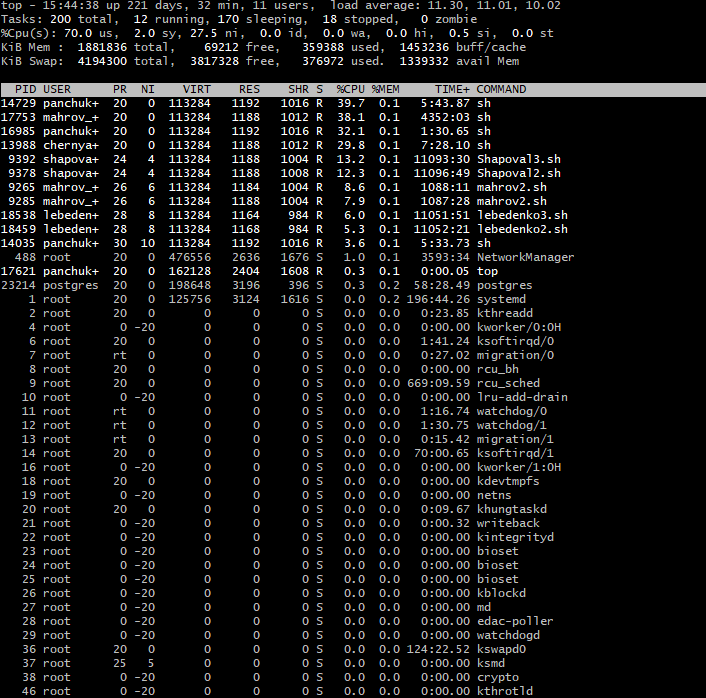 top - 15:44:38 up 221 days, 32 min, 11 users,  load average: 11.30, 11.01, 10.02
Tasks: 200 total,  12 running, 170 sleeping,  18 stopped,   0 zombie
%Cpu(s): 70.0 us,  2.0 sy, 27.5 ni,  0.0 id,  0.0 wa,  0.0 hi,  0.5 si,  0.0 st
KiB Mem :  1881836 total,    69212 free,   359388 used,  1453236 buff/cache
KiB Swap:  4194300 total,  3817328 free,   376972 used.  1339332 avail Mem
PID USER      PR  NI    VIRT    RES    SHR S  %CPU %MEM     TIME+ COMMAND
14729 panchuk+  20   0  113284   1192   1016 R  39.7  0.1   5:43.87 sh
17753 mahrov_+  20   0  113284   1188   1012 R  38.1  0.1   4352:03 sh
16985 panchuk+  20   0  113284   1192   1016 R  32.1  0.1   1:30.65 sh
13988 chernya+  20   0  113284   1188   1012 R  29.8  0.1   7:28.10 sh
9392 shapova+  24   4  113284   1188   1004 R  13.2  0.1  11093:30 Shapoval3.sh
9378 shapova+  24   4  113284   1188   1008 R  12.3  0.1  11096:49 Shapoval2.sh
9265 mahrov_+  26   6  113284   1184   1004 R   8.6  0.1   1088:11 mahrov2.sh
9285 mahrov_+  26   6  113284   1188   1004 R   7.9  0.1   1087:28 mahrov2.sh
18538 lebeden+  28   8  113284   1164    984 R   6.0  0.1  11051:51 lebedenko3.sh
18459 lebeden+  28   8  113284   1168    984 R   5.3  0.1  11052:21 lebedenko2.sh
14035 panchuk+  30  10  113284   1192   1016 R   3.6  0.1   5:33.73 sh
488 root      20   0  476556   2636   1676 S   1.0  0.1   3593:34 NetworkManager
17621 panchuk+  20   0  162128   2404   1608 R   0.3  0.1   0:00.05 top
23214 postgres  20   0  198648   3196    396 S   0.3  0.2  58:28.49 postgres
1 root      20   0  125756   3124   1616 S   0.0  0.2 196:44.26 systemd
2 root      20   0       0      0      0 S   0.0  0.0   0:23.85 kthreadd
4 root       0 -20       0      0      0 S   0.0  0.0   0:00.00 kworker/0:0H
6 root      20   0       0      0      0 S   0.0  0.0   1:41.24 ksoftirqd/0
7 root      rt   0       0      0      0 S   0.0  0.0   0:27.02 migration/0
8 root      20   0       0      0      0 S   0.0  0.0   0:00.00 rcu_bh
9 root      20   0       0      0      0 S   0.0  0.0 669:09.59 rcu_sched
10 root       0 -20       0      0      0 S   0.0  0.0   0:00.00 lru-add-drain
11 root      rt   0       0      0      0 S   0.0  0.0   1:16.74 watchdog/0
12 root      rt   0       0      0      0 S   0.0  0.0   1:30.75 watchdog/1
13 root      rt   0       0      0      0 S   0.0  0.0   0:15.42 migration/1
14 root      20   0       0      0      0 S   0.0  0.0  70:00.65 ksoftirqd/1
16 root       0 -20       0      0      0 S   0.0  0.0   0:00.00 kworker/1:0H
18 root      20   0       0      0      0 S   0.0  0.0   0:00.00 kdevtmpfs
19 root       0 -20       0      0      0 S   0.0  0.0   0:00.00 netns
20 root      20   0       0      0      0 S   0.0  0.0   0:09.67 khungtaskd
21 root       0 -20       0      0      0 S   0.0  0.0   0:00.32 writeback
22 root       0 -20       0      0      0 S   0.0  0.0   0:00.00 kintegrityd
23 root       0 -20       0      0      0 S   0.0  0.0   0:00.00 bioset
24 root       0 -20       0      0      0 S   0.0  0.0   0:00.00 bioset
25 root       0 -20       0      0      0 S   0.0  0.0   0:00.00 bioset
26 root       0 -20       0      0      0 S   0.0  0.0   0:00.00 kblockd
27 root       0 -20       0      0      0 S   0.0  0.0   0:00.00 md
28 root       0 -20       0      0      0 S   0.0  0.0   0:00.00 edac-poller
29 root       0 -20       0      0      0 S   0.0  0.0   0:00.00 watchdogd
36 root      20   0       0      0      0 S   0.0  0.0 124:22.52 kswapd0
37 root      25   5       0      0      0 S   0.0  0.0   0:00.00 ksmd
38 root       0 -20       0      0      0 S   0.0  0.0   0:00.00 crypto
46 root       0 -20       0      0      0 S   0.0  0.0   0:00.00 kthrotld